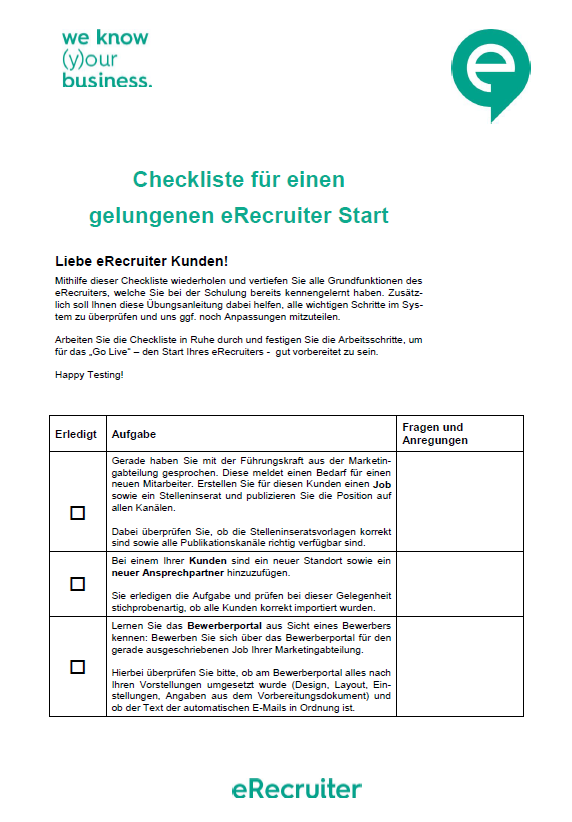 we know
(y)our
business.
e
Checkliste für einen
gelungenen eRecruiter Start
Liebe eRecruiter Kunden!
Mithilfe dieser Checkliste wiederholen und vertiefen Sie alle Grundfunktionen des
eRecruiters, welche Sie bei der Schulung bereits kennengelernt haben. Zusätz-
lich soll Ihnen diese Übungsanleitung dabei helfen, alle wichtigen Schritte im Sys-
tem zu überprüfen und uns ggf. noch Anpassungen mitzuteilen.
Arbeiten Sie die Checkliste in Ruhe durch und festigen Sie die Arbeitsschritte, um
für das „Go Live“ – den Start Ihres eRecruiters - gut vorbereitet zu sein.
Happy Testing!
Erledigt Aufgabe Fragen und
Anregungen
Gerade haben Sie mit der Führungskraft aus der Marketin-
gabteilung gesprochen. Diese meldet einen Bedarf für einen
neuen Mitarbeiter. Erstellen Sie für diesen Kunden einen Job
sowie ein Stelleninserat und publizieren Sie die Position auf
allen Kanälen.
Dabei überprüfen Sie, ob die Stelleninseratsvorlagen korrekt
sind sowie alle Publikationskanäle richtig verfügbar sind.
Bei einem Ihrer Kunden sind ein neuer Standort sowie ein
neuer Ansprechpartner hinzuzufügen.
Sie erledigen die Aufgabe und prüfen bei dieser Gelegenheit
stichprobenartig, ob alle Kunden korrekt importiert wurden.
Lernen Sie das Bewerberportal aus Sicht eines Bewerbers
kennen: Bewerben Sie sich über das Bewerberportal für den
gerade ausgeschriebenen Job Ihrer Marketingabteilung.
Hierbei überprüfen Sie bitte, ob am Bewerberportal alles nach
Ihren Vorstellungen umgesetzt wurde (Design, Layout, Ein-
stellungen, Angaben aus dem Vorbereitungsdokument) und
ob der Text der automatischen E-Mails in Ordnung ist.
eRecruiter